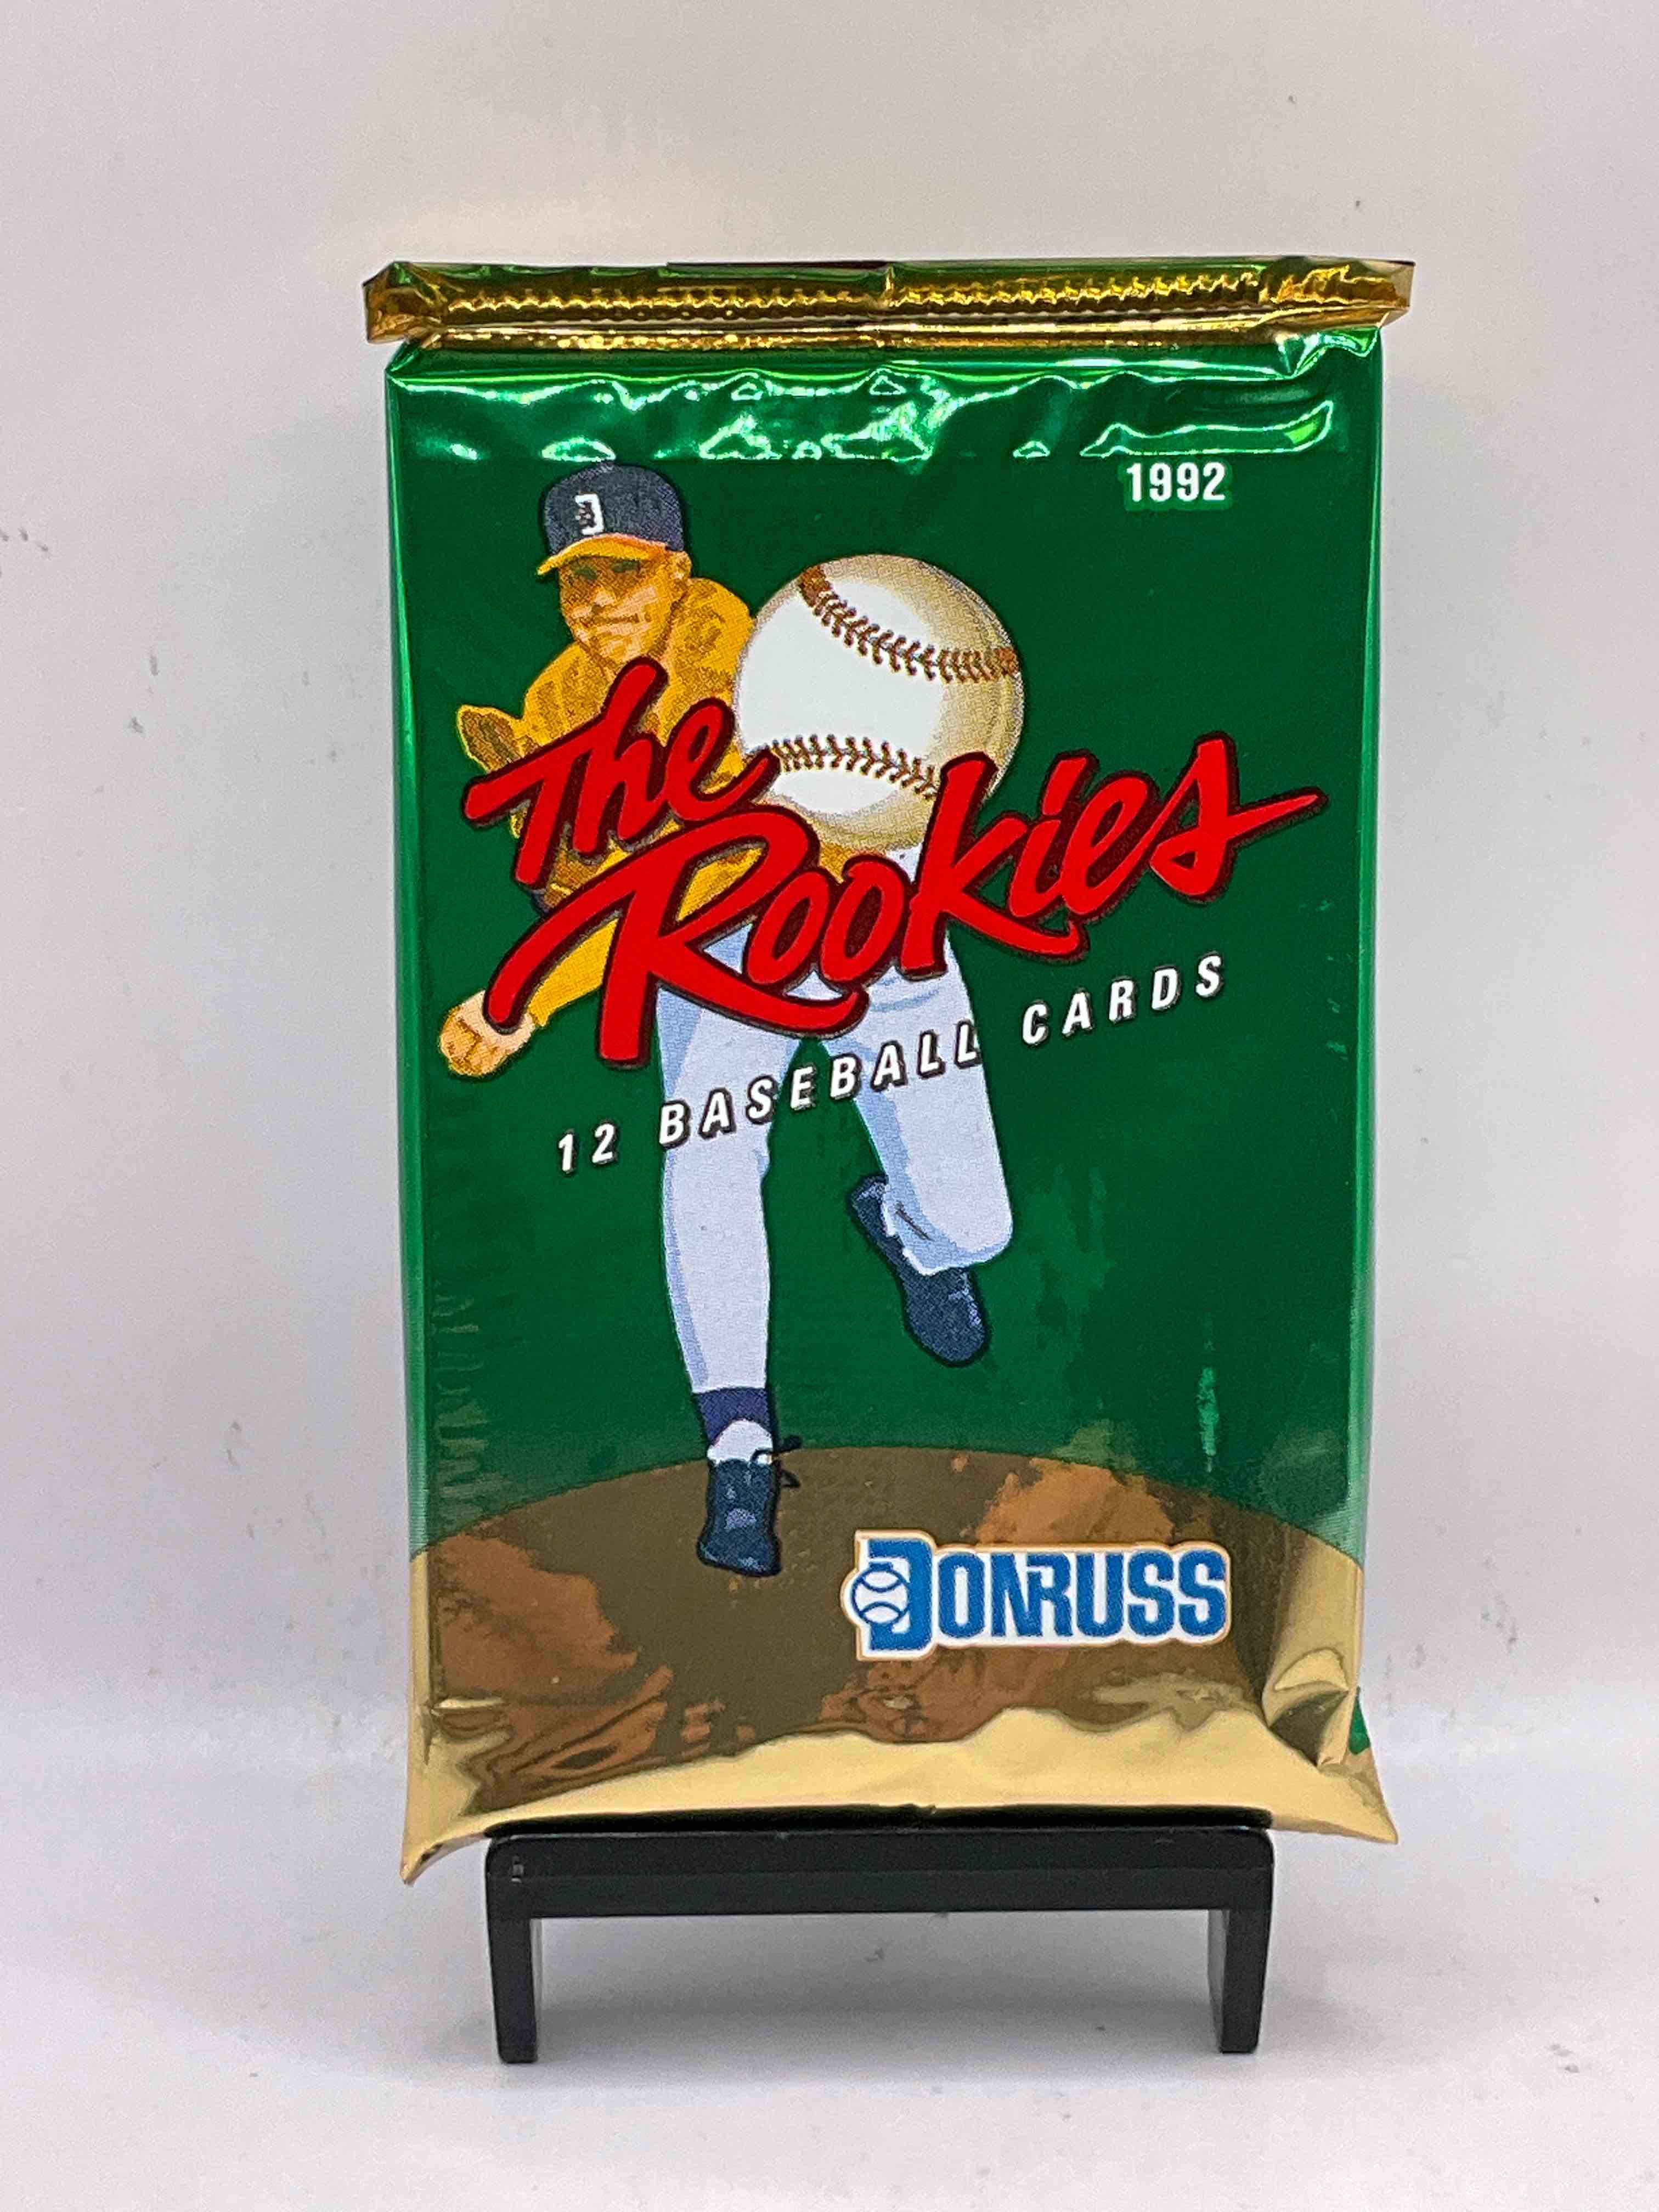 1992
The
Rookies
12 BASEBALL CARDS
DONRUSS